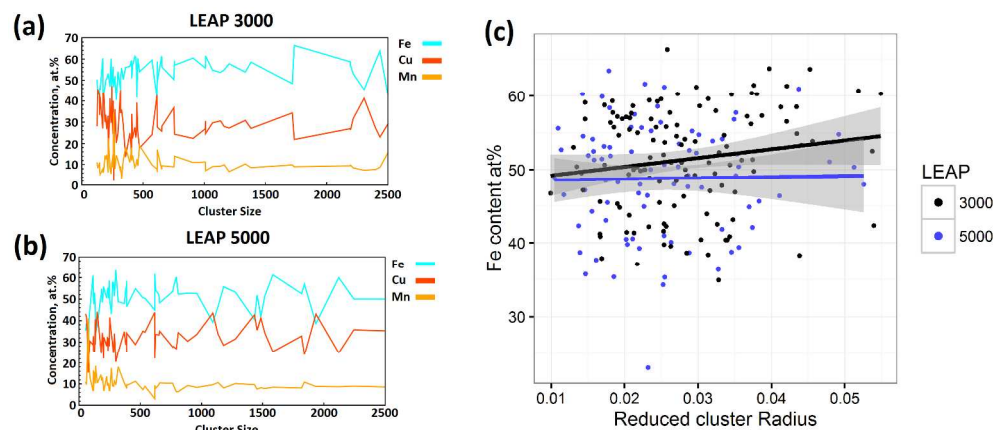 (a)
LEAP 3000
Concentration, at.%
70
60
50
40
30
20
10
0
0
500
1000
1500
2000
2500
Cluster Size
Fe
Cu
Mn
(b)
LEAP 5000
Concentration, at.%
70
60
50
40
30
20
10
0
0
500
1000
1500
2000
2500
Cluster Size
Fe
Cu
Mn
(c)
Fe content at%
60
50
40
30
0.01
0.02
0.03
0.04
0.05
Reduced cluster Radius
LEAP
3000
5000